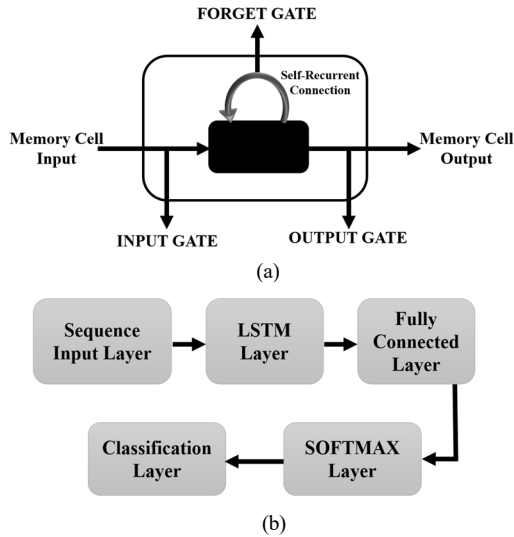 FORGET GATE
Self-Recurrent
Connection
Memory Cell
Input
Memory Cell
Output
INPUT GATE
OUTPUT GATE
(a)
Sequence
Input Layer
LSTM
Layer
Fully
Connected
Layer
Classification
Layer
SOFTMAX
Layer
(b)